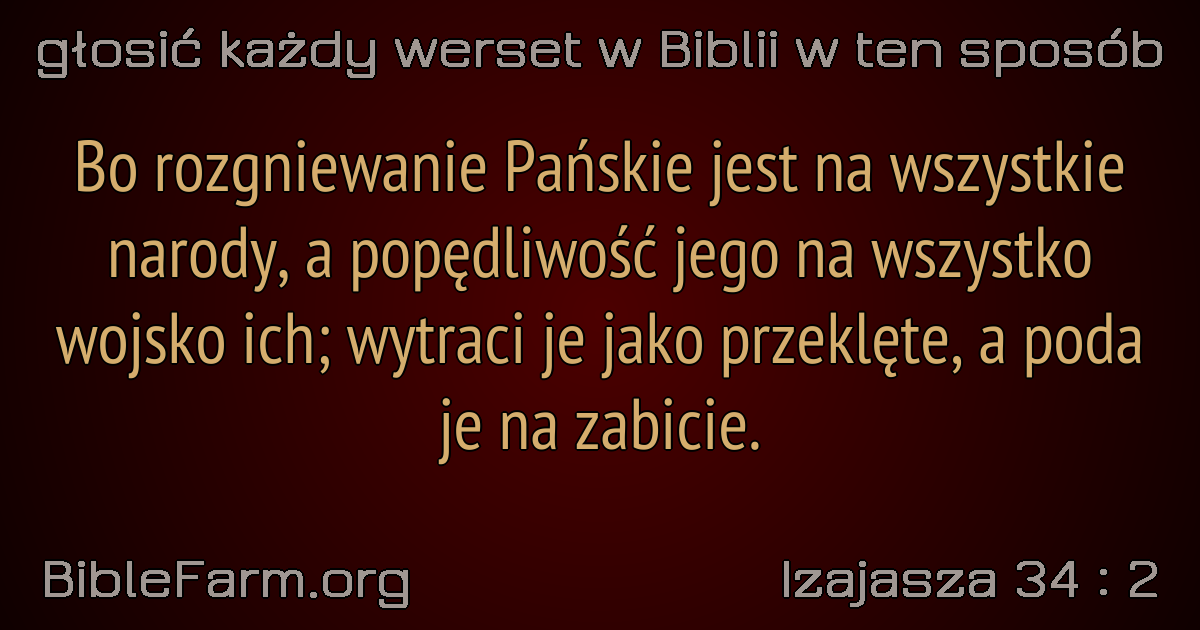 głosić każdy werset w Biblii w ten sposób
Bo rozgniewanie Pańskie jest na wszystkie
narody, a popędliwość jego na wszystko
wojsko ich; wytraci je jako przeklęte, a poda
je na zabicie.
BibleFarm.org
Izajasza 34 : 2